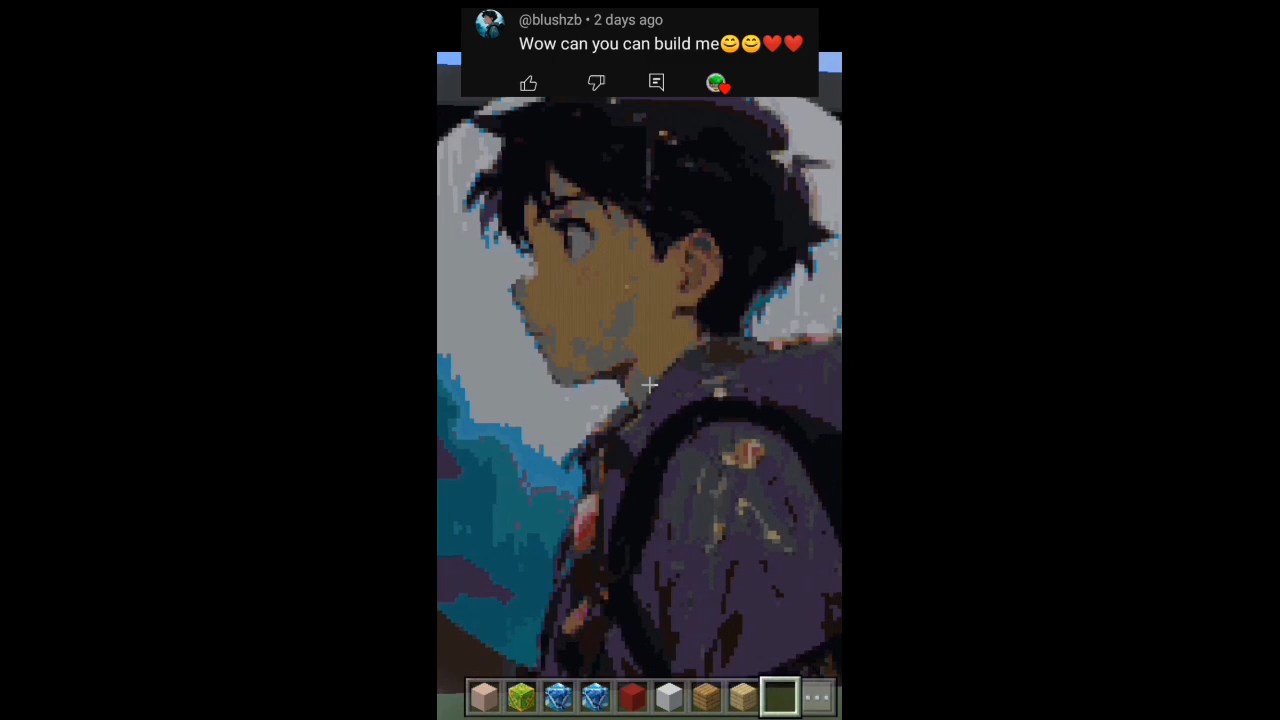 @blushzb • 2 days ago
Wow can you can build me😊😊❤️❤️